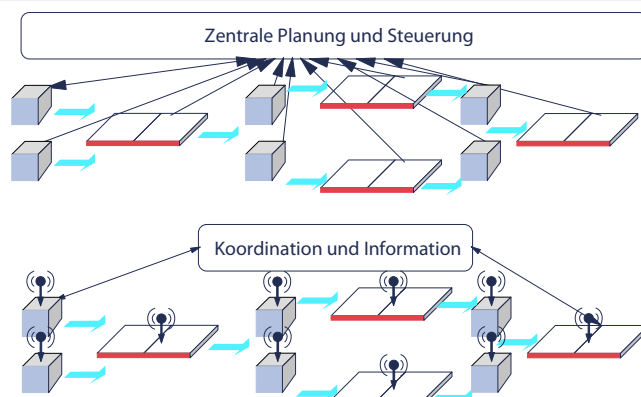 Zentrale Planung und Steuerung
Koordination und Information